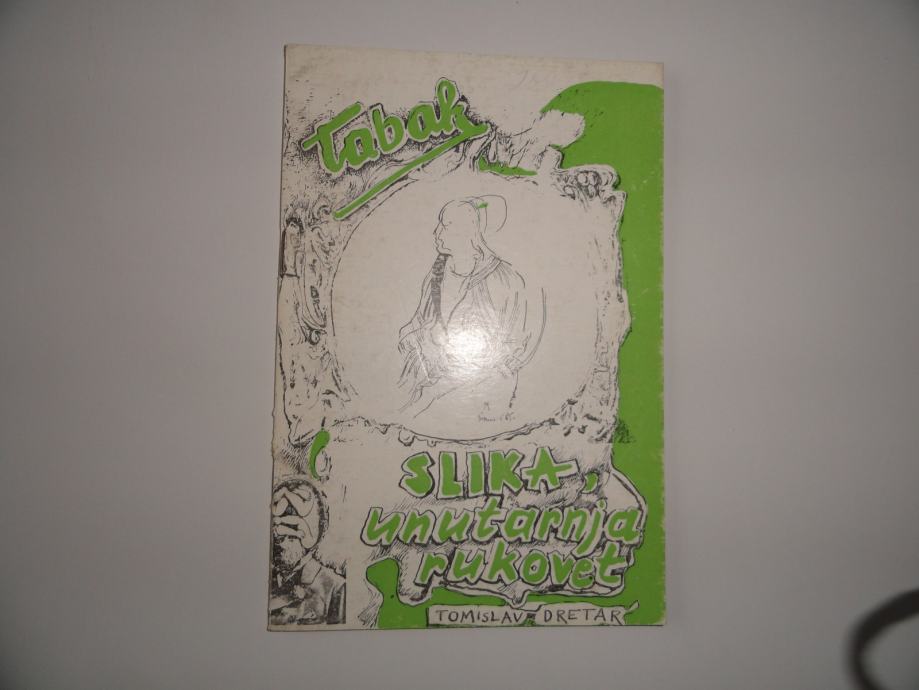 Tabak
SLIKA,
unutarnja
rukovet
TOMISLAV DRETAR